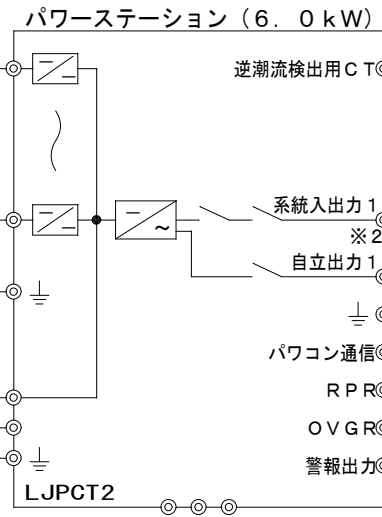 パワーステーション（６．０ｋＷ）
逆潮流検出用ＣＴ
系統入出力１
※２
自立出力１
パワコン通信
ＲＰＲ
ＯＶＧＲ
警報出力
LJPCT2